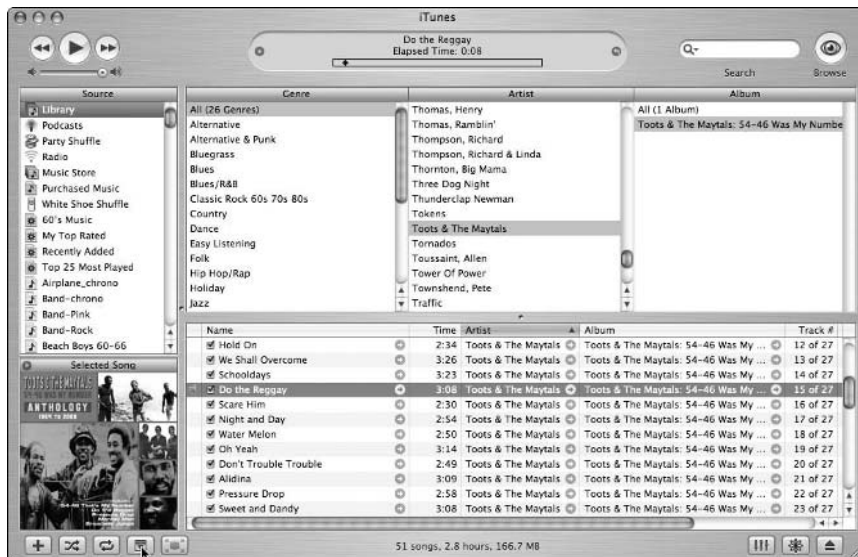 iTunes
Do the Reggay
Elapsed Time: 0:08
Q
Search
Browse
Source
Library
Podcasts
Party Shuffle
Radio
Music Store
Purchased Music
White Shoe Shuffle
60's Music
My Top Rated
Recently Added
Top 25 Most Played
Airplane_chrono
Band-chrono
Band-Pink
Band-Rock
Beach Boys 60-66
Genre
All (26 Genres)
Alternative
Alternative & Punk
Bluegrass
Blues
Blues/R&B
Classic Rock 60s 70s 80s
Country
Dance
Easy Listening
Folk
Hip Hop/Rap
Holiday
Jazz
Artist
Thomas, Henry
Thomas, Ramblin'
Thompson, Richard
Thompson, Richard & Linda
Thornton, Big Mama
Three Dog Night
Thunderclap Newman
Tokens
Toots & The Maytals
Tornados
Toussaint, Allen
Tower Of Power
Townshend, Pete
Traffic
Album
All (1 Album)
Toots & The Maytals: 54-46 Was My Numbe
Name Time Artist Album Track #
Hold On 2:34 Toots & The Maytals Toots & The Maytals: 54-46 Was My ... 12 of 27
We Shall Overcome 3:26 Toots & The Maytals Toots & The Maytals: 54-46 Was My ... 13 of 27
Schooldays 3:23 Toots & The Maytals Toots & The Maytals: 54-46 Was My ... 14 of 27
Do the Reggay 3:08 Toots & The Maytals Toots & The Maytals: 54-46 Was My ... 15 of 27
Scare Him 2:30 Toots & The Maytals Toots & The Maytals: 54-46 Was My ... 16 of 27
Night and Day 2:54 Toots & The Maytals Toots & The Maytals: 54-46 Was My ... 17 of 27
Water Melon 2:50 Toots & The Maytals Toots & The Maytals: 54-46 Was My ... 18 of 27
Oh Yeah 3:14 Toots & The Maytals Toots & The Maytals: 54-46 Was My ... 19 of 27
Don't Trouble Trouble 2:49 Toots & The Maytals Toots & The Maytals: 54-46 Was My ... 20 of 27
Alidina 3:09 Toots & The Maytals Toots & The Maytals: 54-46 Was My ... 21 of 27
Pressure Drop 2:58 Toots & The Maytals Toots & The Maytals: 54-46 Was My ... 22 of 27
Sweet and Dandy 3:08 Toots & The Maytals Toots & The Maytals: 54-46 Was My ... 23 of 27
Selected Song
TOOTS & THE MAYTALS
54-46 WAS MY NUMBER
ANTHOLOGY
54-46 That's My Number
Pressure Drop
51 songs, 2.8 hours, 166.7 MB